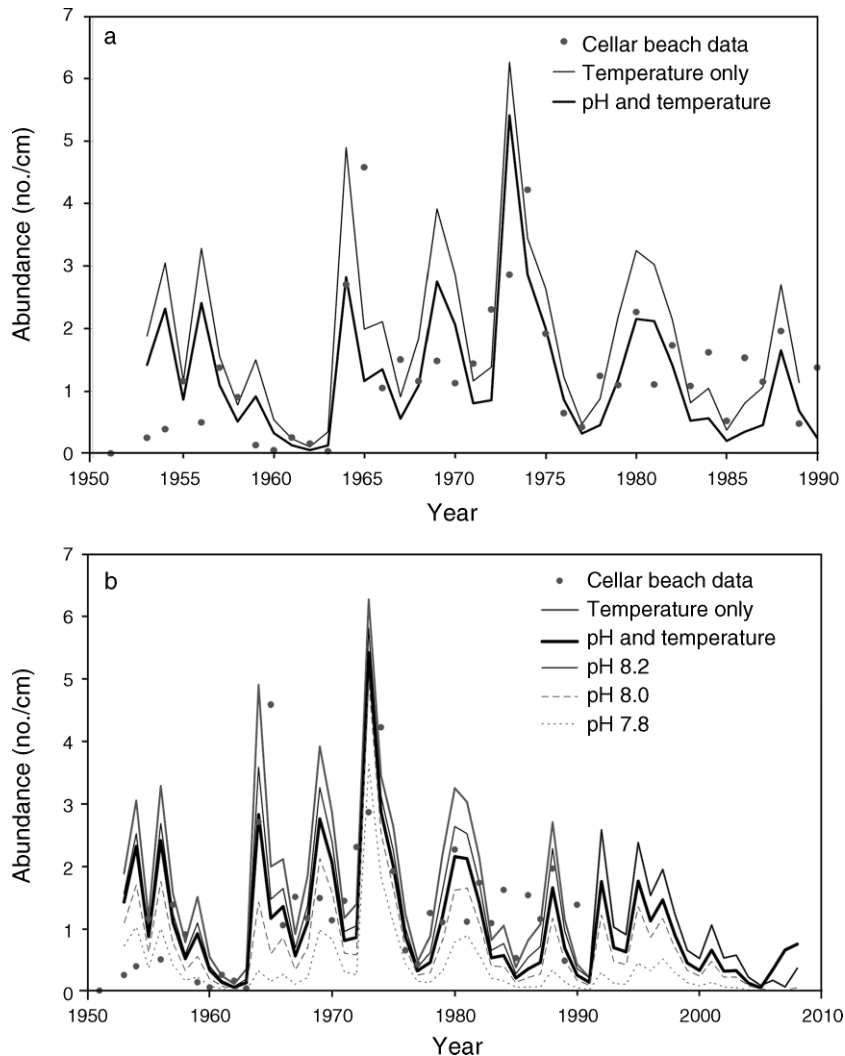 a
Cellar beach data
Temperature only
pH and temperature
Abundance (no./cm)
7
6
5
4
3
2
1
0
1950 1955 1960 1965 1970 1975 1980 1985 1990
Year
b
Cellar beach data
Temperature only
pH and temperature
pH 8.2
pH 8.0
pH 7.8
Abundance (no./cm)
7
6
5
4
3
2
1
0
1950 1960 1970 1980 1990 2000 2010
Year